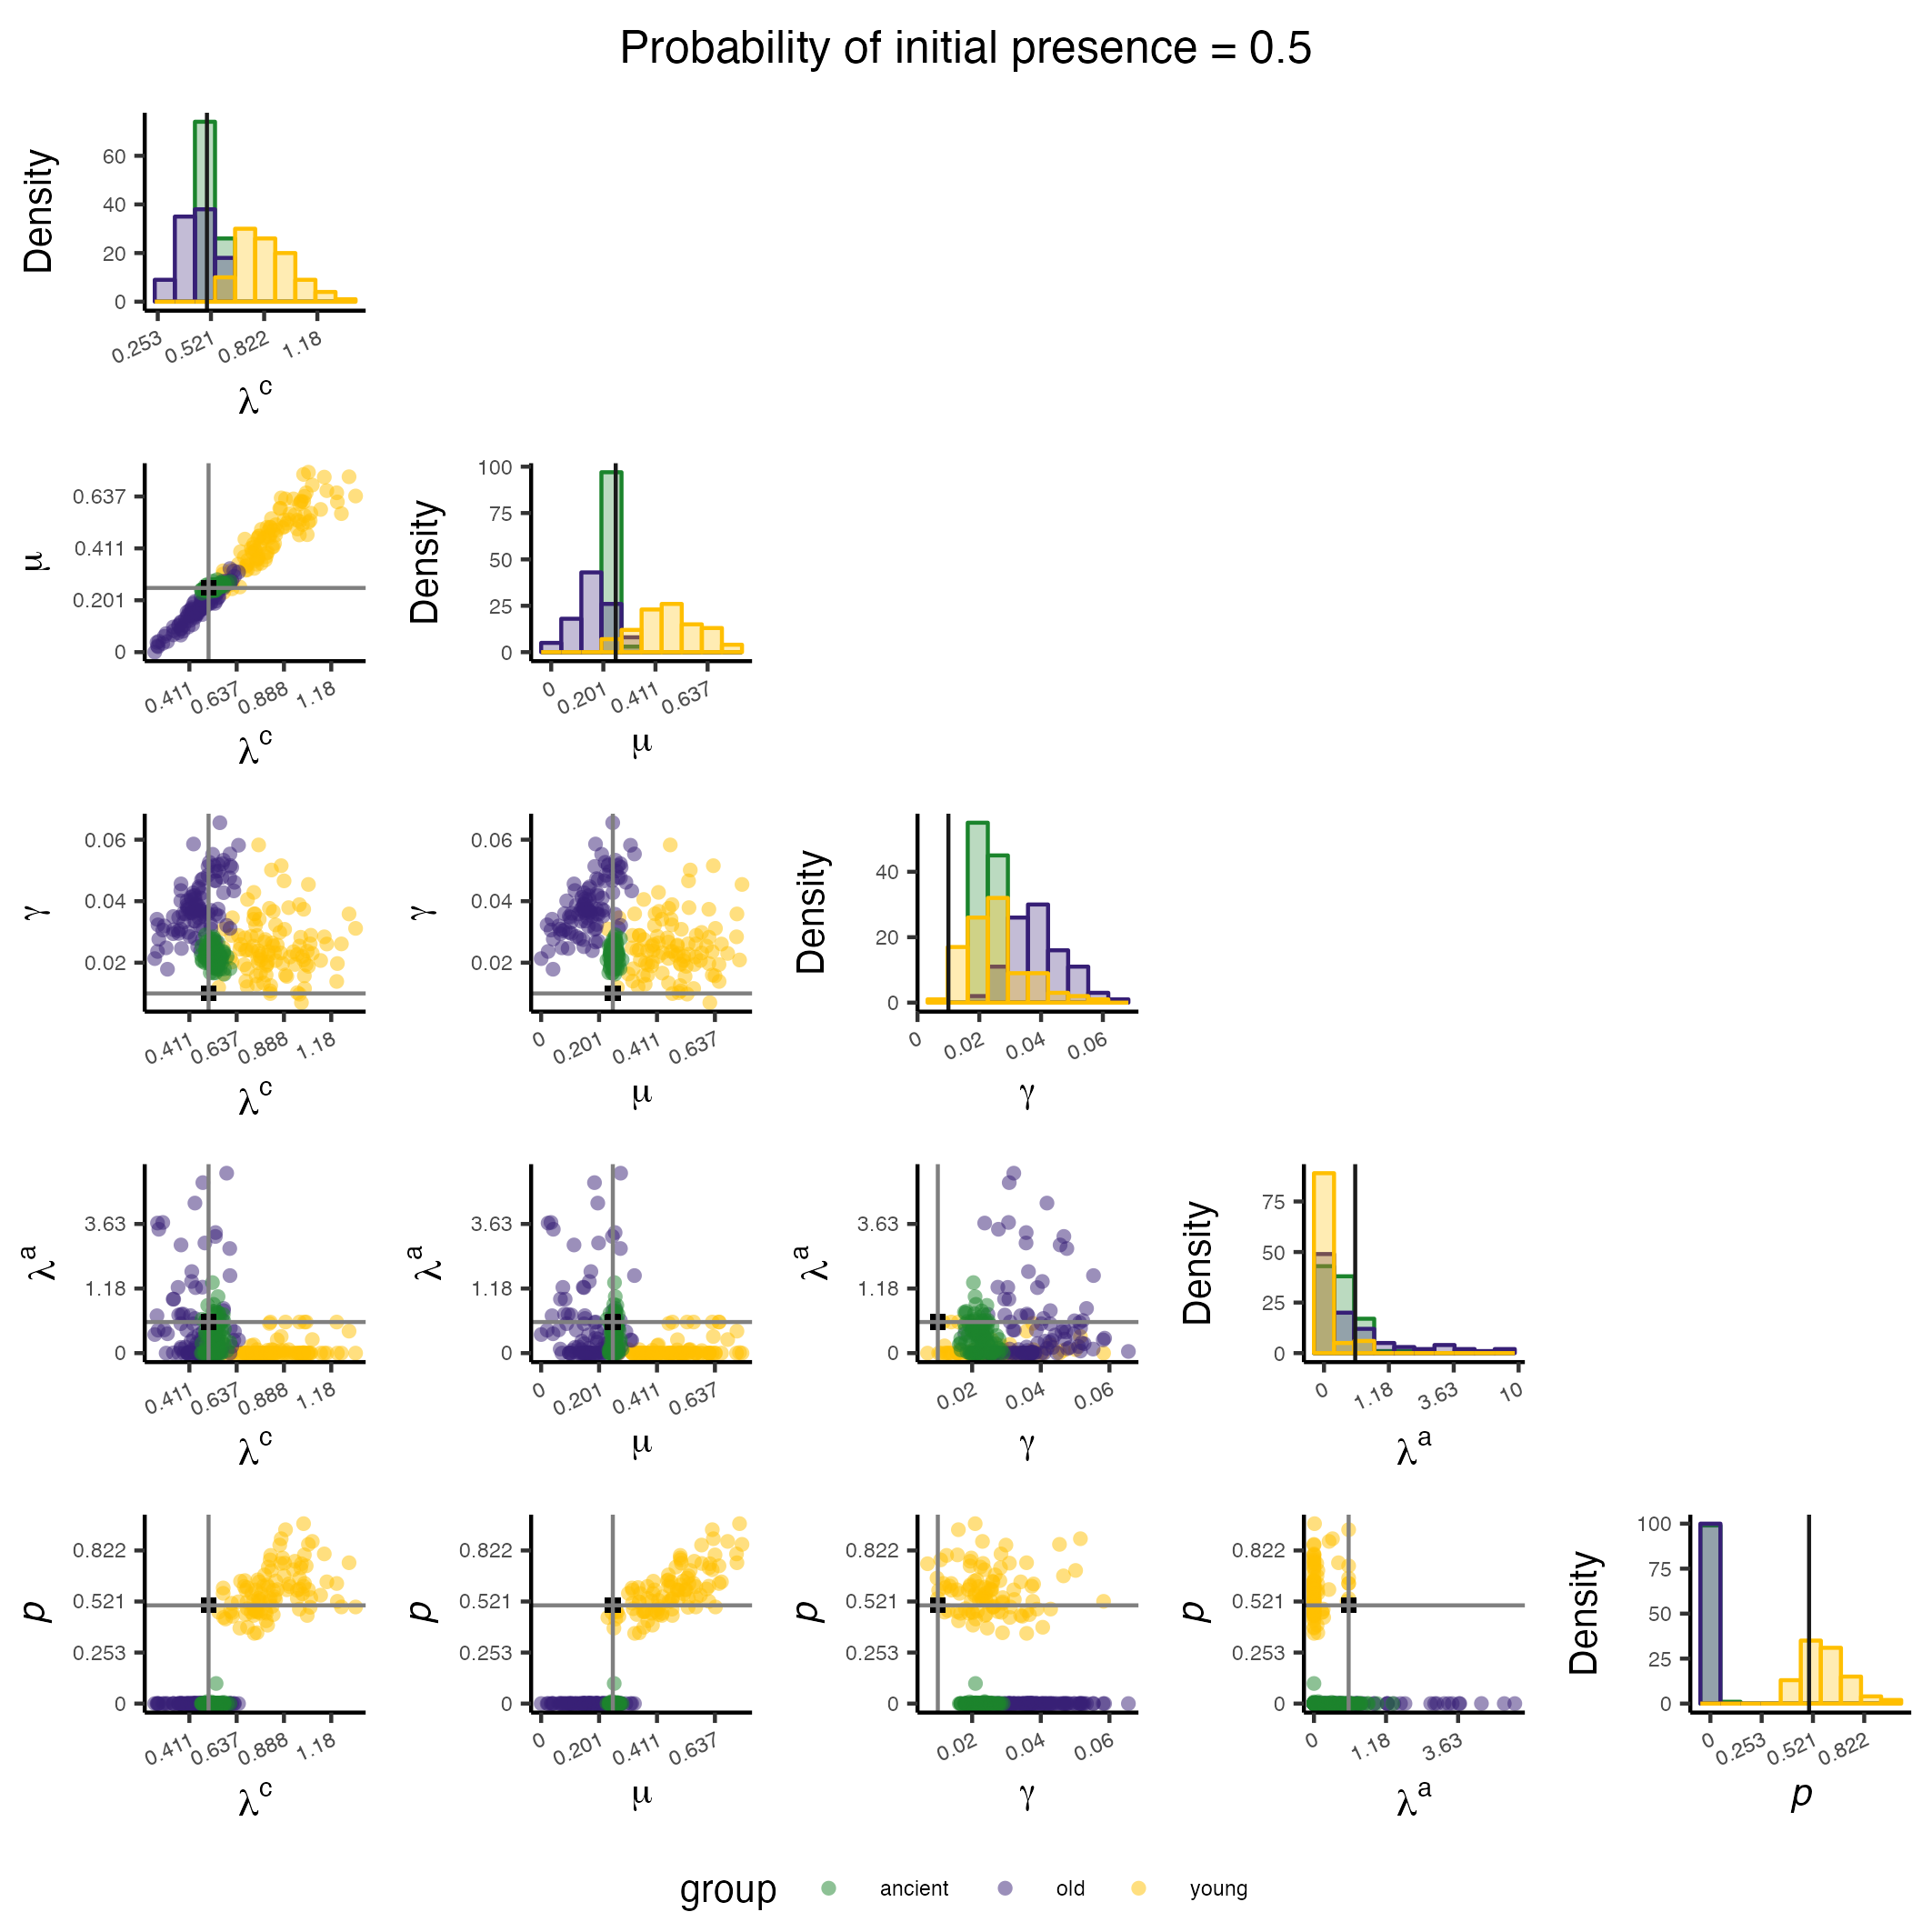 Probability of initial presence = 0.5
Density
60
40
20
0
0.253 0.521 0.822 1.18
λc
μ
0.637
0.411
0.201
0
0.411 0.637 0.888 1.18
λc
Density
100
75
50
25
0
0 0.201 0.411 0.637
μ
γ
0.06
0.04
0.02
0.411 0.637 0.888 1.18
λc
γ
0.06
0.04
0.02
0 0.201 0.411 0.637
μ
Density
40
20
0
0 0.02 0.04 0.06
γ
λa
3.63
1.18
0
0.411 0.637 0.888 1.18
λc
λa
3.63
1.18
0
0 0.201 0.411 0.637
μ
λa
3.63
1.18
0
0.02 0.04 0.06
γ
Density
75
50
25
0
0 1.18 3.63 10
λa
p
0.822
0.521
0.253
0
0.411 0.637 0.888 1.18
λc
p
0.822
0.521
0.253
0
0 0.201 0.411 0.637
μ
p
0.822
0.521
0.253
0
0.02 0.04 0.06
γ
p
0.822
0.521
0.253
0
0 1.18 3.63
λa
Density
100
75
50
25
0
0 0.253 0.521 0.822
p
group ancient old young